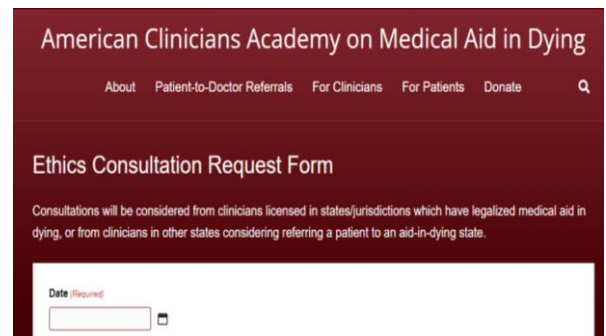 American Clinicians Academy on Medical Aid in Dying
About Patient-to-Doctor Referrals For Clinicians For Patients Donate
Ethics Consultation Request Form
Consultations will be considered from clinicians licensed in states/jurisdictions which have legalized medical aid in
dying, or from clinicians in other states considering referring a patient to an aid-in-dying state.
Date (Required)